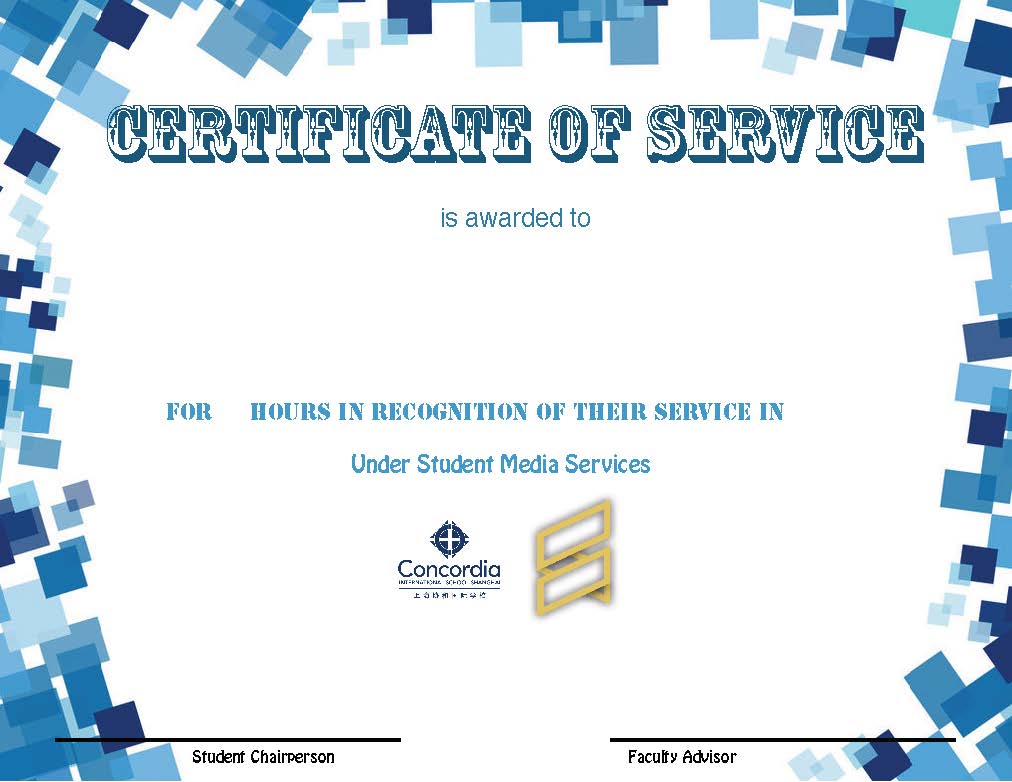 CERTIFICATE OF SERVICE
is awarded to
FOR HOURS IN RECOGNITION OF THEIR SERVICE IN
Under Student Media Services
Concordia
INTERNATIONAL SCHOOL SHANGHAI
上海协和国际学校
Student Chairperson
Faculty Advisor